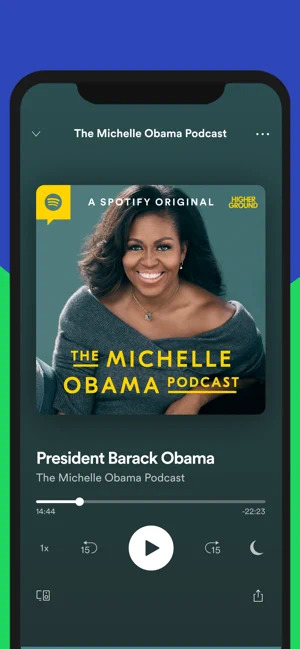 The Michelle Obama Podcast
A SPOTIFY ORIGINAL
HIGHER
GROUND
THE MICHELLE
OBAMA PODCAST
President Barack Obama
The Michelle Obama Podcast
14:44
-22:23
1x
15
15